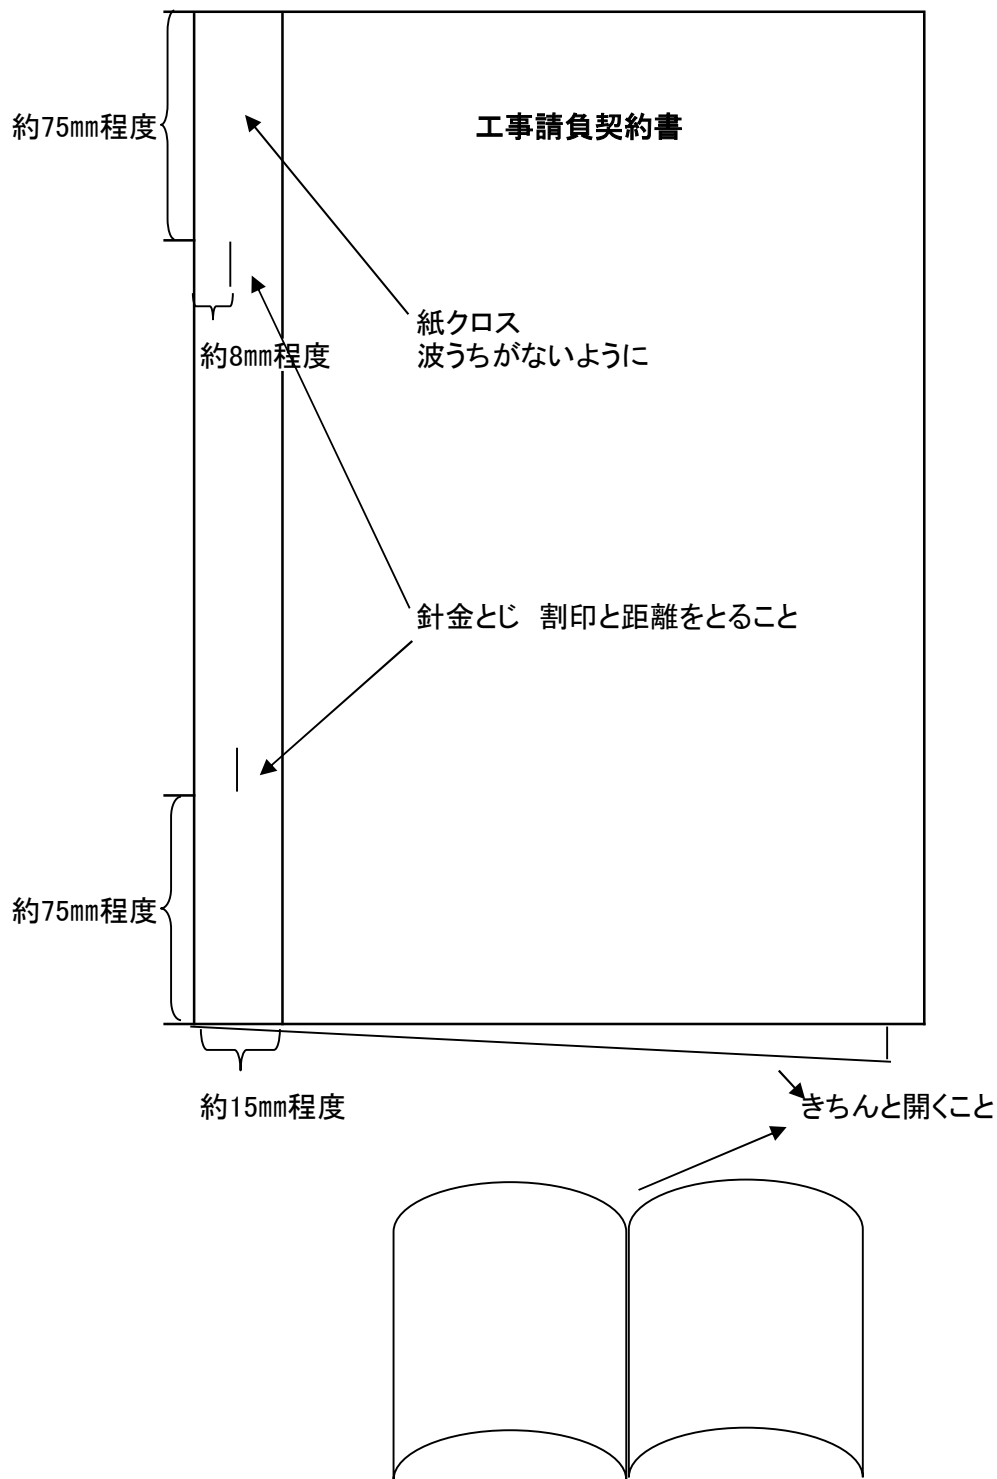 約75mm程度
工事請負契約書
紙クロス
波うちがないように
約8mm程度
針金とじ　割印と距離をとること
約75mm程度
約15mm程度
きちんと開くこと